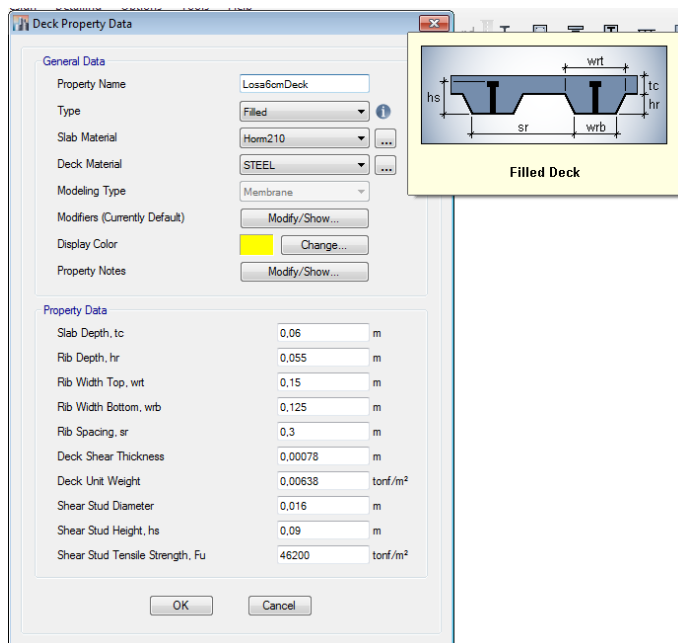 Detailing Options Tools Help
Deck Property Data
General Data
Property Name Losa6cmDeck
Type Filled
Slab Material Horm210 ...
Deck Material STEEL ...
Modeling Type Membrane
Modifiers (Currently Default) Modify/Show...
Display Color Change...
Property Notes Modify/Show...
Property Data
Slab Depth, tc 0,06 m
Rib Depth, hr 0,055 m
Rib Width Top, wrt 0,15 m
Rib Width Bottom, wrb 0,125 m
Rib Spacing, sr 0,3 m
Deck Shear Thickness 0,00078 m
Deck Unit Weight 0,00638 tonf/m²
Shear Stud Diameter 0,016 m
Shear Stud Height, hs 0,09 m
Shear Stud Tensile Strength, Fu 46200 tonf/m²
OK Cancel
wrt
hs
tc
hr
sr
wrb
Filled Deck